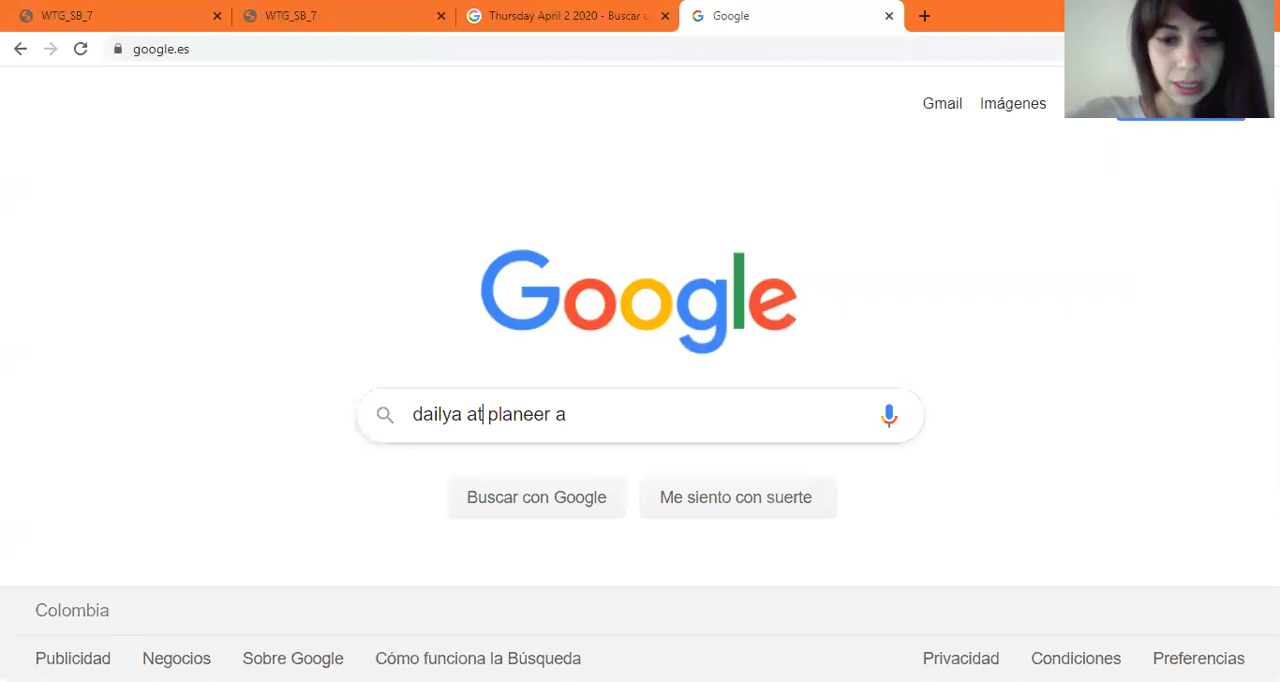 WTG_SB_7
WTG_SB_7
Thursday April 2 2020 - Buscar c
Google
google.es
Gmail
Imágenes
Google
dailya at planeer a
Buscar con Google
Me siento con suerte
Colombia
Publicidad
Negocios
Sobre Google
Cómo funciona la Búsqueda
Privacidad
Condiciones
Preferencias